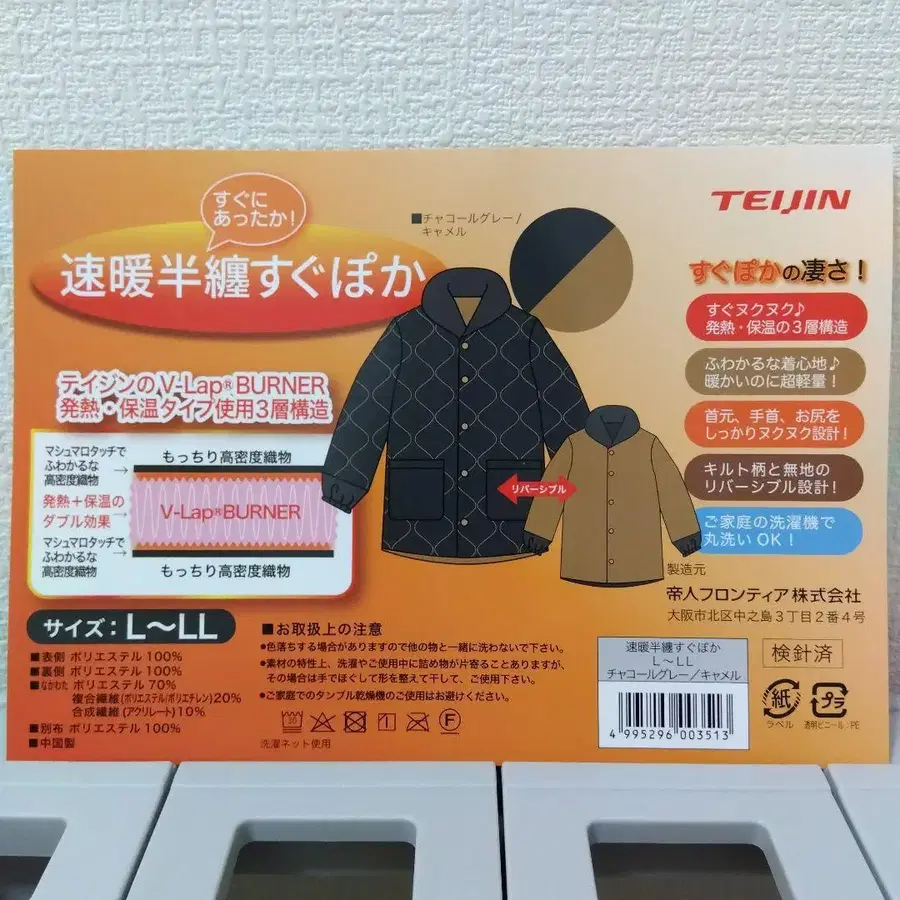 すぐに
あったか!
速暖半纏すぐぽか
■チャコールグレー/
キャメル
TEIJIN
すぐぽかの凄さ!
すぐヌクヌク♪
発熱・保温の3層構造
ふわかるな着心地♪
暖かいのに超軽量!
首元、手首、お尻を
しっかりヌクヌク設計!
キルト柄と無地の
リバーシブル設計!
ご家庭の洗濯機で
丸洗いOK!
テイジンのV-Lap®BURNER
発熱・保温タイプ使用3層構造
マシュマロタッチで
ふわかるな
高密度織物
発熱+保温の
ダブル効果
マシュマロタッチで
ふわかるな
高密度織物
もっちり高密度織物
V-Lap®BURNER
もっちり高密度織物
リバーシブル
製造元
帝人フロンティア株式会社
大阪市北区中之島3丁目2番4号
サイズ:L〜LL
■表側 ポリエステル100%
■裏側 ポリエステル100%
■なかわた ポリエステル70%
複合繊維(ポリエステル/ポリエチレン)20%
合成繊維(アクリレート)10%
■別布 ポリエステル100%
■中国製
■お取扱上の注意
●色落ちする場合がありますので他の物と一緒に洗わないで下さい。
●素材の特性上、洗濯やご使用中に詰め物が片寄ることありますが、
その場合は手でほぐして形を整えて干して、ご使用下さい。
●ご家庭でのタンブル乾燥機のご使用はお避けください。
30
F
洗濯ネット使用
速暖半纏すぐぽか
L〜LL
チャコールグレー/キャメル
4 995296 003513
検針済
紙
ラベル
プラ
透明ビニール:PE